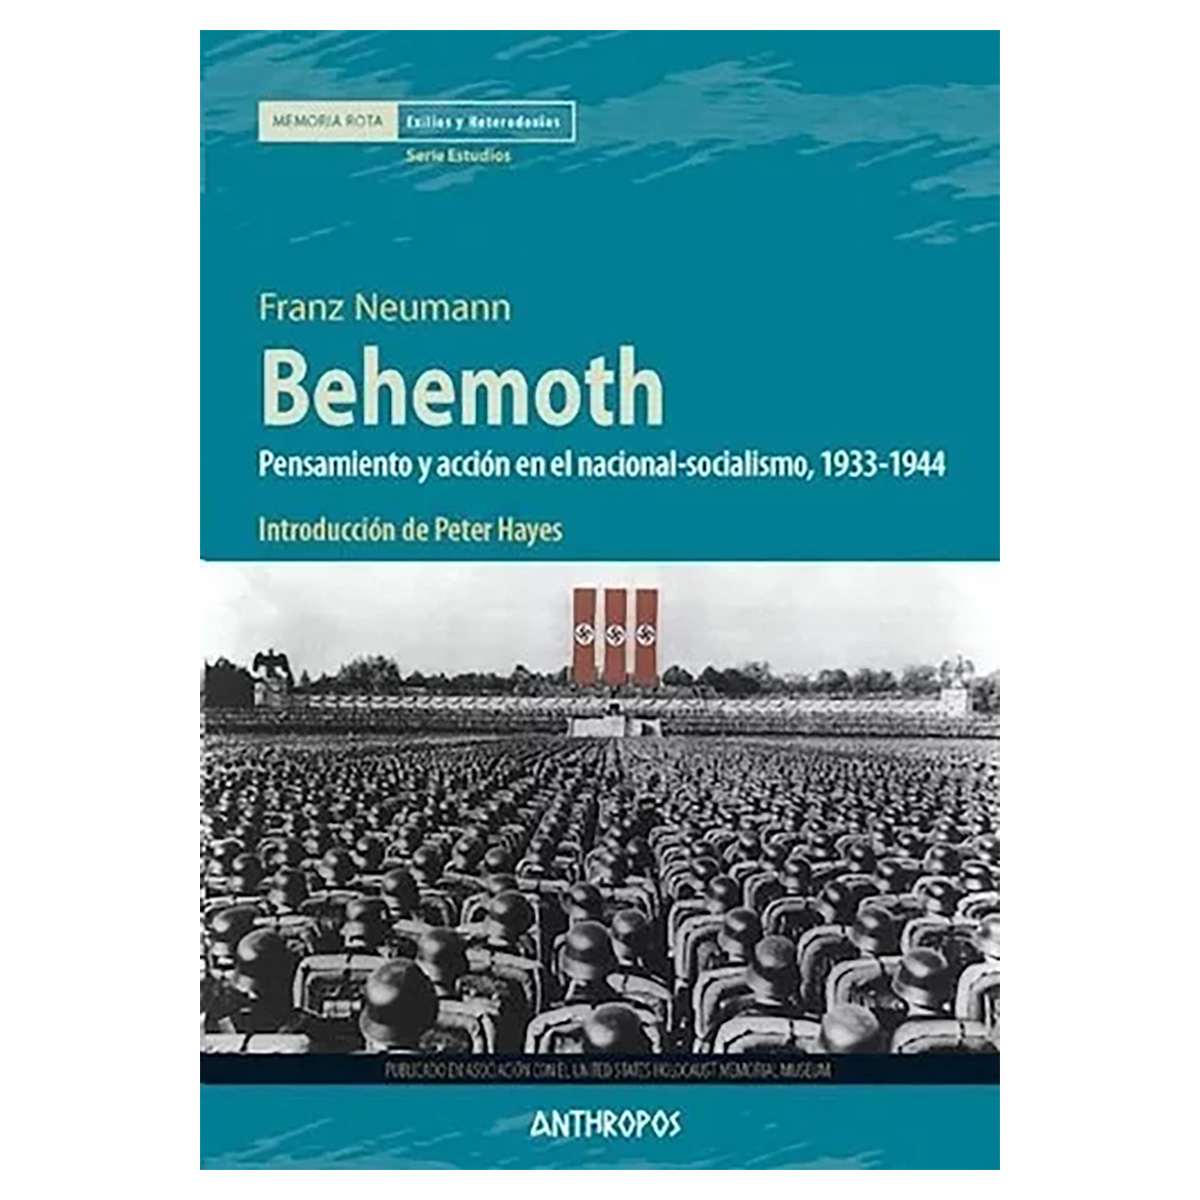 MEMORIA ROTA
Exilios y Heterodoxias
Serie Estudios
Franz Neumann
Behemoth
Pensamiento y acción en el nacional-socialismo, 1933-1944
Introducción de Peter Hayes
PUBLICADO EN ASOCIACIÓN CON EL UNITED STATES HOLOCAUST MEMORIAL MUSEUM
ANTHROPOS